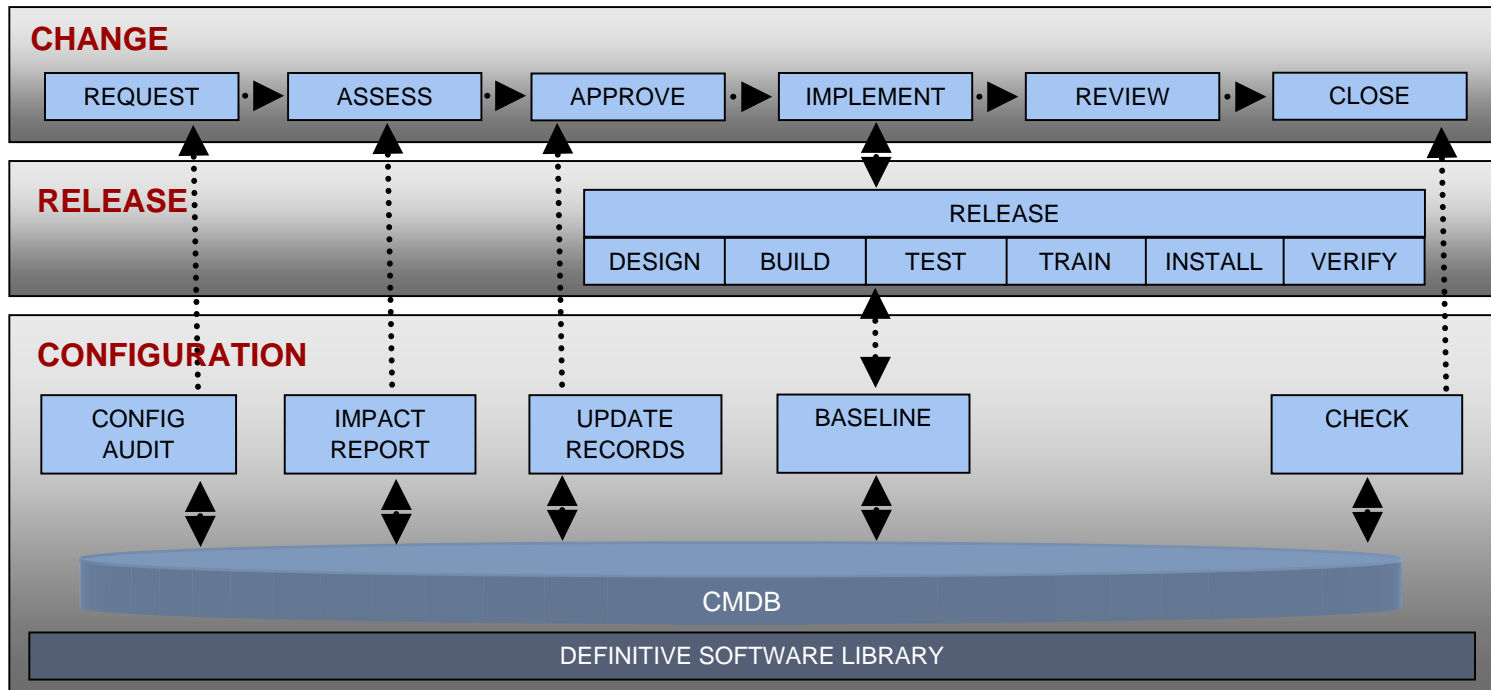 CHANGE
REQUEST
ASSESS
APPROVE
IMPLEMENT
REVIEW
CLOSE
RELEASE
RELEASE
DESIGN
BUILD
TEST
TRAIN
INSTALL
VERIFY
CONFIGURATION
CONFIG
AUDIT
IMPACT
REPORT
UPDATE
RECORDS
BASELINE
CHECK
CMDB
DEFINITIVE SOFTWARE LIBRARY